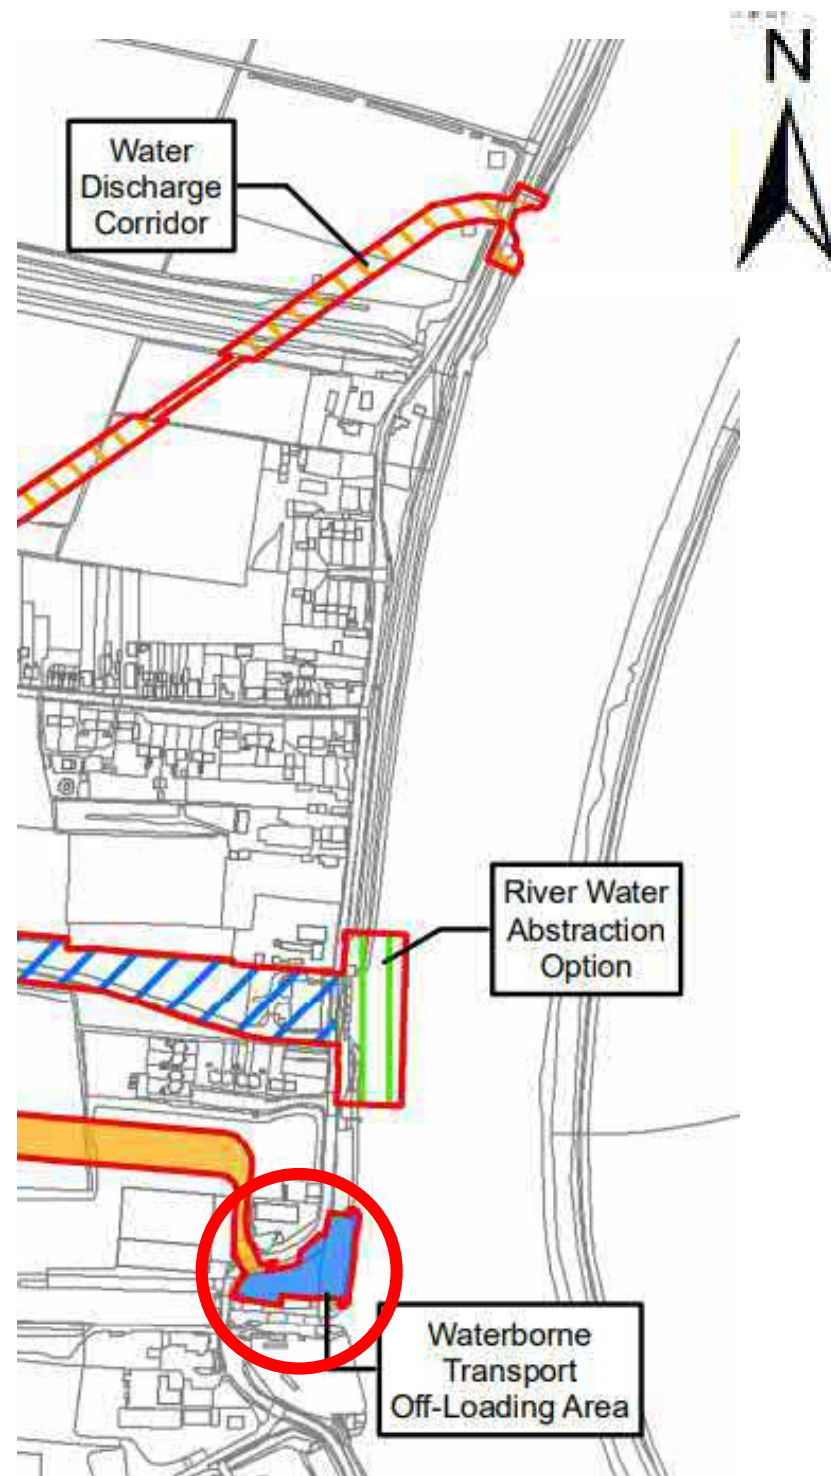 N
Water
Discharge
Corridor
River Water
Abstraction
Option
Waterborne
Transport
Off-Loading Area